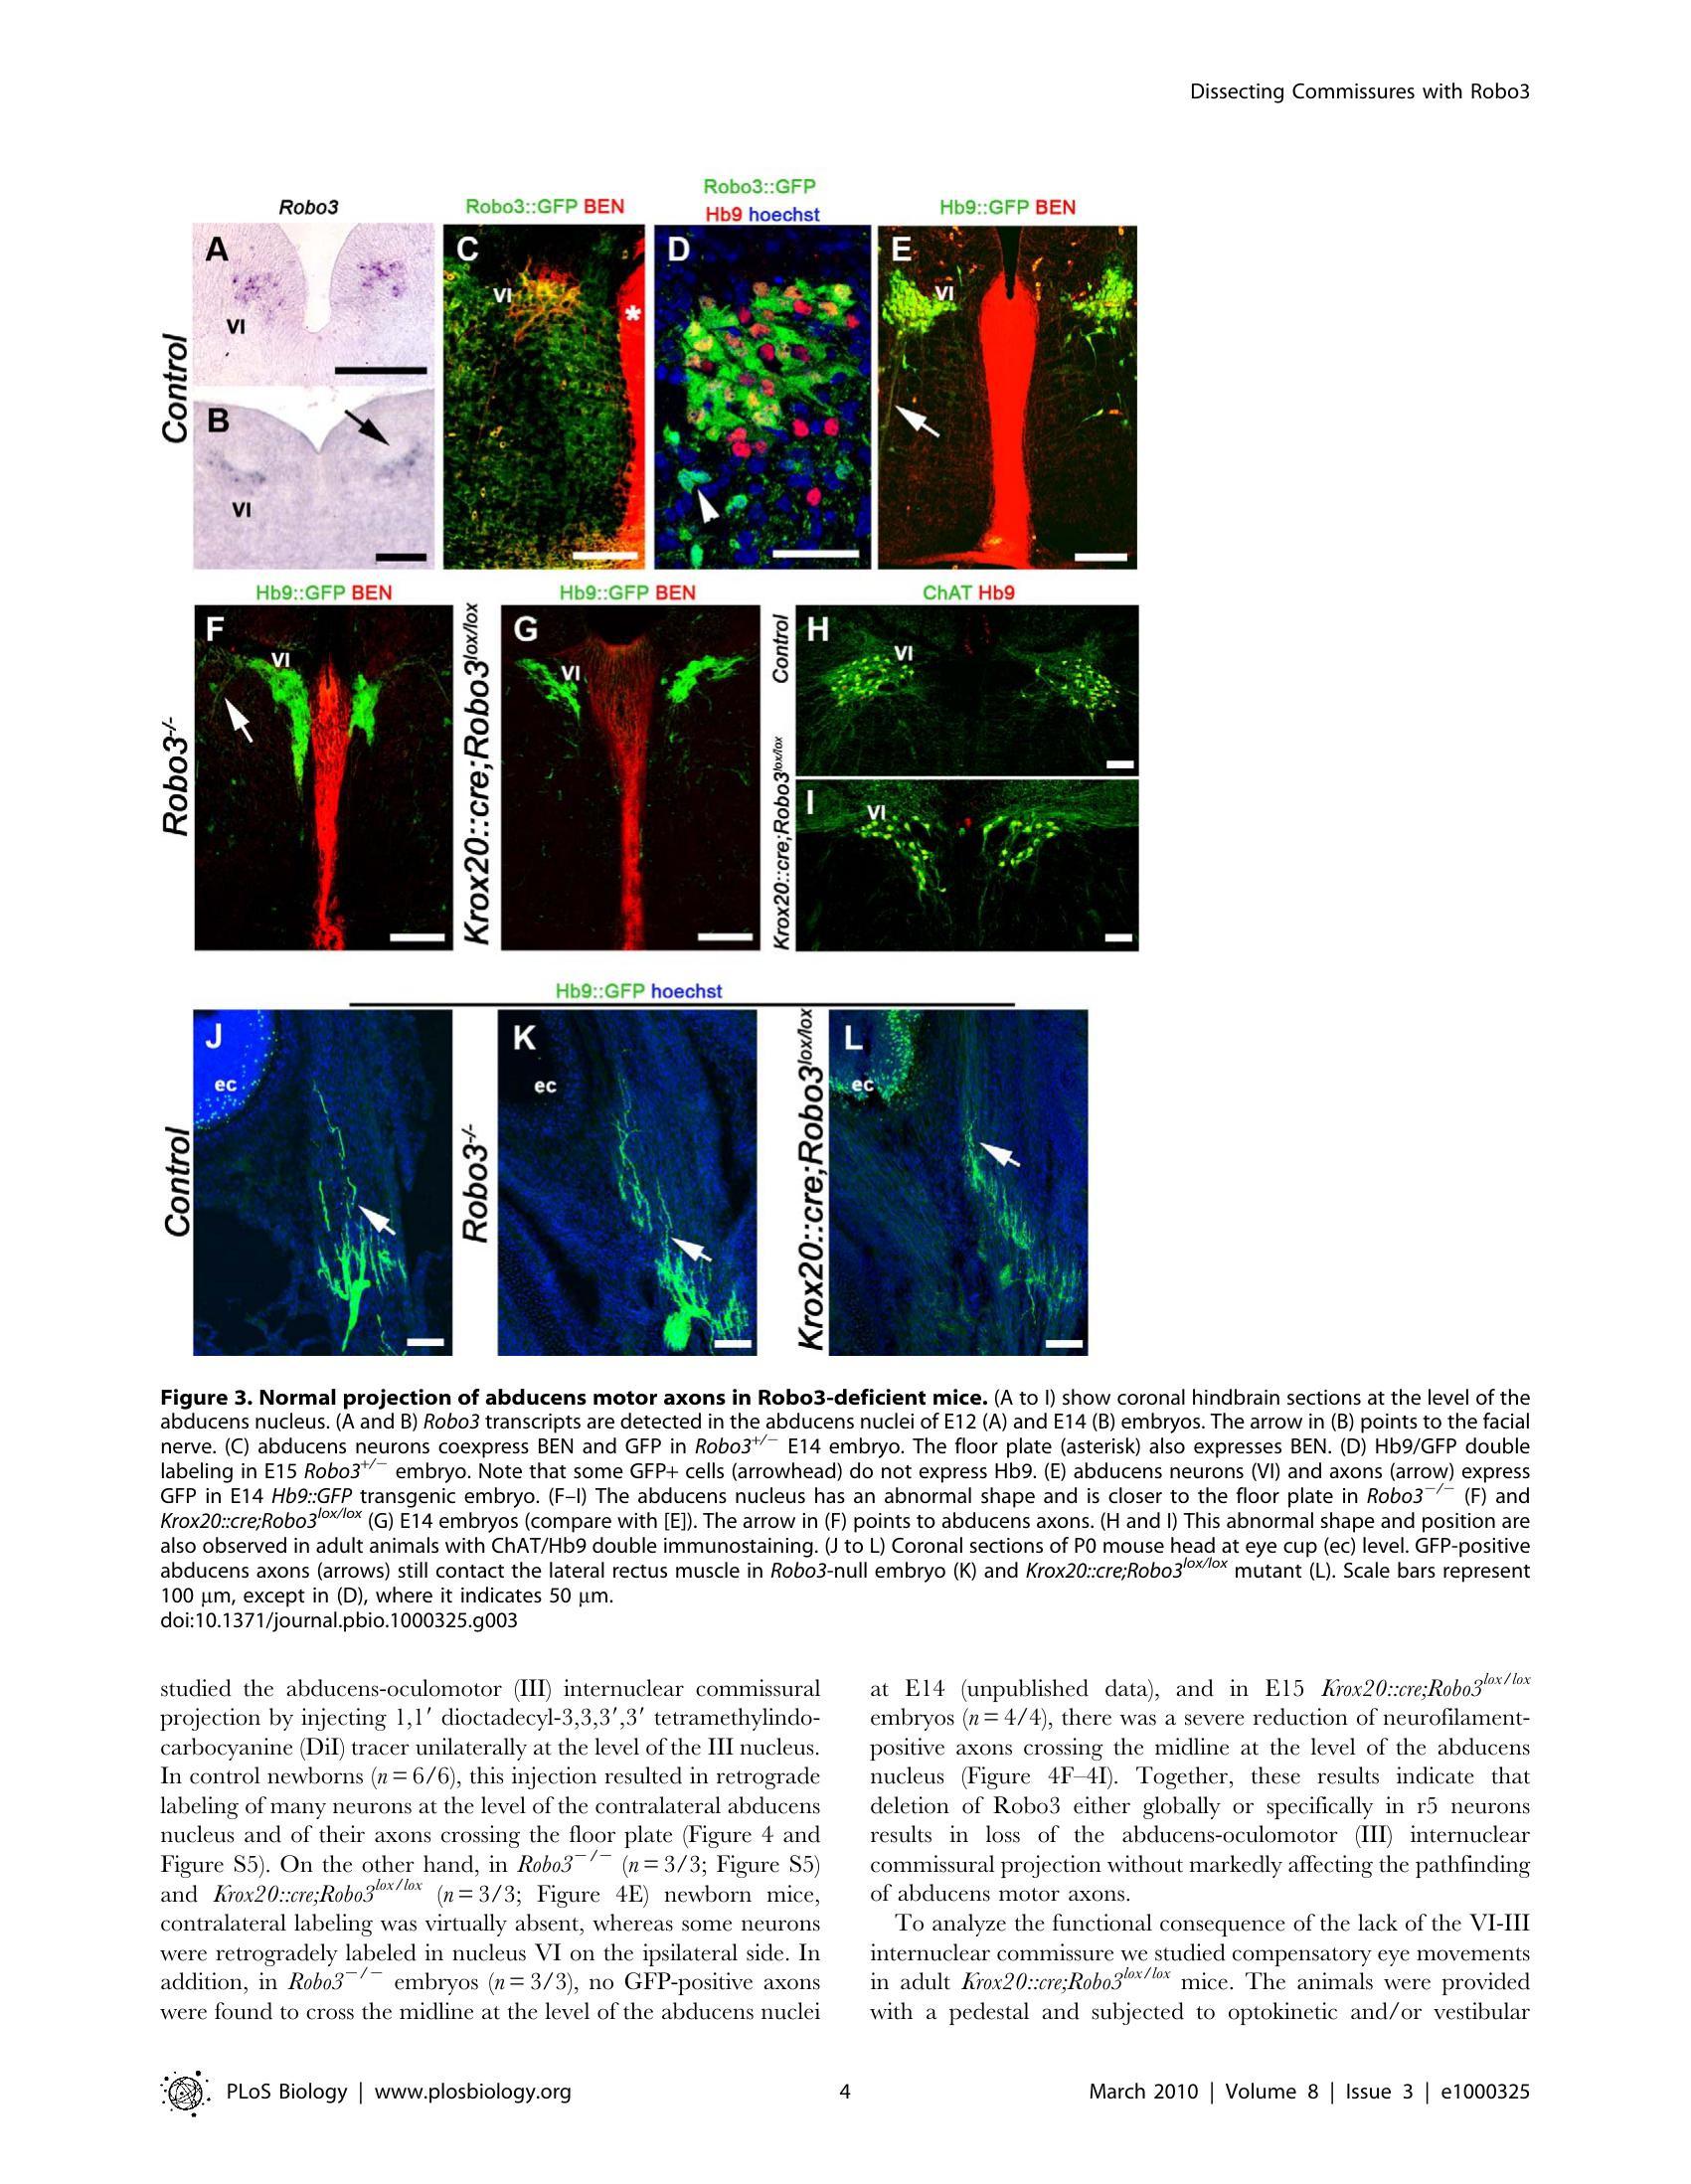 Dissecting Commissures with Robo3
Robo3
Robo3::GFP BEN
Robo3::GFP
Hb9 hoechst
Hb9::GFP BEN
Control
A
VI
B
VI
C
VI
*
D
E
VI
Hb9::GFP BEN
Hb9::GFP BEN
ChAT Hb9
Robo3-/-
F
VI
Krox20::cre;Robo3lox/lox
G
VI
Control
H
VI
Krox20::cre;Robo3lox/lox
I
VI
Hb9::GFP hoechst
Control
J
ec
Robo3-/-
K
ec
Krox20::cre;Robo3lox/lox
L
ec
Figure 3. Normal projection of abducens motor axons in Robo3-deficient mice. (A to I) show coronal hindbrain sections at the level of the
abducens nucleus. (A and B) Robo3 transcripts are detected in the abducens nuclei of E12 (A) and E14 (B) embryos. The arrow in (B) points to the facial
nerve. (C) abducens neurons coexpress BEN and GFP in Robo3+/− E14 embryo. The floor plate (asterisk) also expresses BEN. (D) Hb9/GFP double
labeling in E15 Robo3+/− embryo. Note that some GFP+ cells (arrowhead) do not express Hb9. (E) abducens neurons (VI) and axons (arrow) express
GFP in E14 Hb9::GFP transgenic embryo. (F–I) The abducens nucleus has an abnormal shape and is closer to the floor plate in Robo3−/− (F) and
Krox20::cre;Robo3lox/lox (G) E14 embryos (compare with [E]). The arrow in (F) points to abducens axons. (H and I) This abnormal shape and position are
also observed in adult animals with ChAT/Hb9 double immunostaining. (J to L) Coronal sections of P0 mouse head at eye cup (ec) level. GFP-positive
abducens axons (arrows) still contact the lateral rectus muscle in Robo3-null embryo (K) and Krox20::cre;Robo3lox/lox mutant (L). Scale bars represent
100 μm, except in (D), where it indicates 50 μm.
doi:10.1371/journal.pbio.1000325.g003
studied the abducens-oculomotor (III) internuclear commissural
projection by injecting 1,1′ dioctadecyl-3,3,3′,3′ tetramethylindo-
carbocyanine (DiI) tracer unilaterally at the level of the III nucleus.
In control newborns (n = 6/6), this injection resulted in retrograde
labeling of many neurons at the level of the contralateral abducens
nucleus and of their axons crossing the floor plate (Figure 4 and
Figure S5). On the other hand, in Robo3−/− (n = 3/3; Figure S5)
and Krox20::cre;Robo3lox/lox (n = 3/3; Figure 4E) newborn mice,
contralateral labeling was virtually absent, whereas some neurons
were retrogradely labeled in nucleus VI on the ipsilateral side. In
addition, in Robo3−/− embryos (n = 3/3), no GFP-positive axons
were found to cross the midline at the level of the abducens nuclei
at E14 (unpublished data), and in E15 Krox20::cre;Robo3lox/lox
embryos (n = 4/4), there was a severe reduction of neurofilament-
positive axons crossing the midline at the level of the abducens
nucleus (Figure 4F–4I). Together, these results indicate that
deletion of Robo3 either globally or specifically in r5 neurons
results in loss of the abducens-oculomotor (III) internuclear
commissural projection without markedly affecting the pathfinding
of abducens motor axons.
To analyze the functional consequence of the lack of the VI-III
internuclear commissure we studied compensatory eye movements
in adult Krox20::cre;Robo3lox/lox mice. The animals were provided
with a pedestal and subjected to optokinetic and/or vestibular
PLoS Biology | www.plosbiology.org
4
March 2010 | Volume 8 | Issue 3 | e1000325